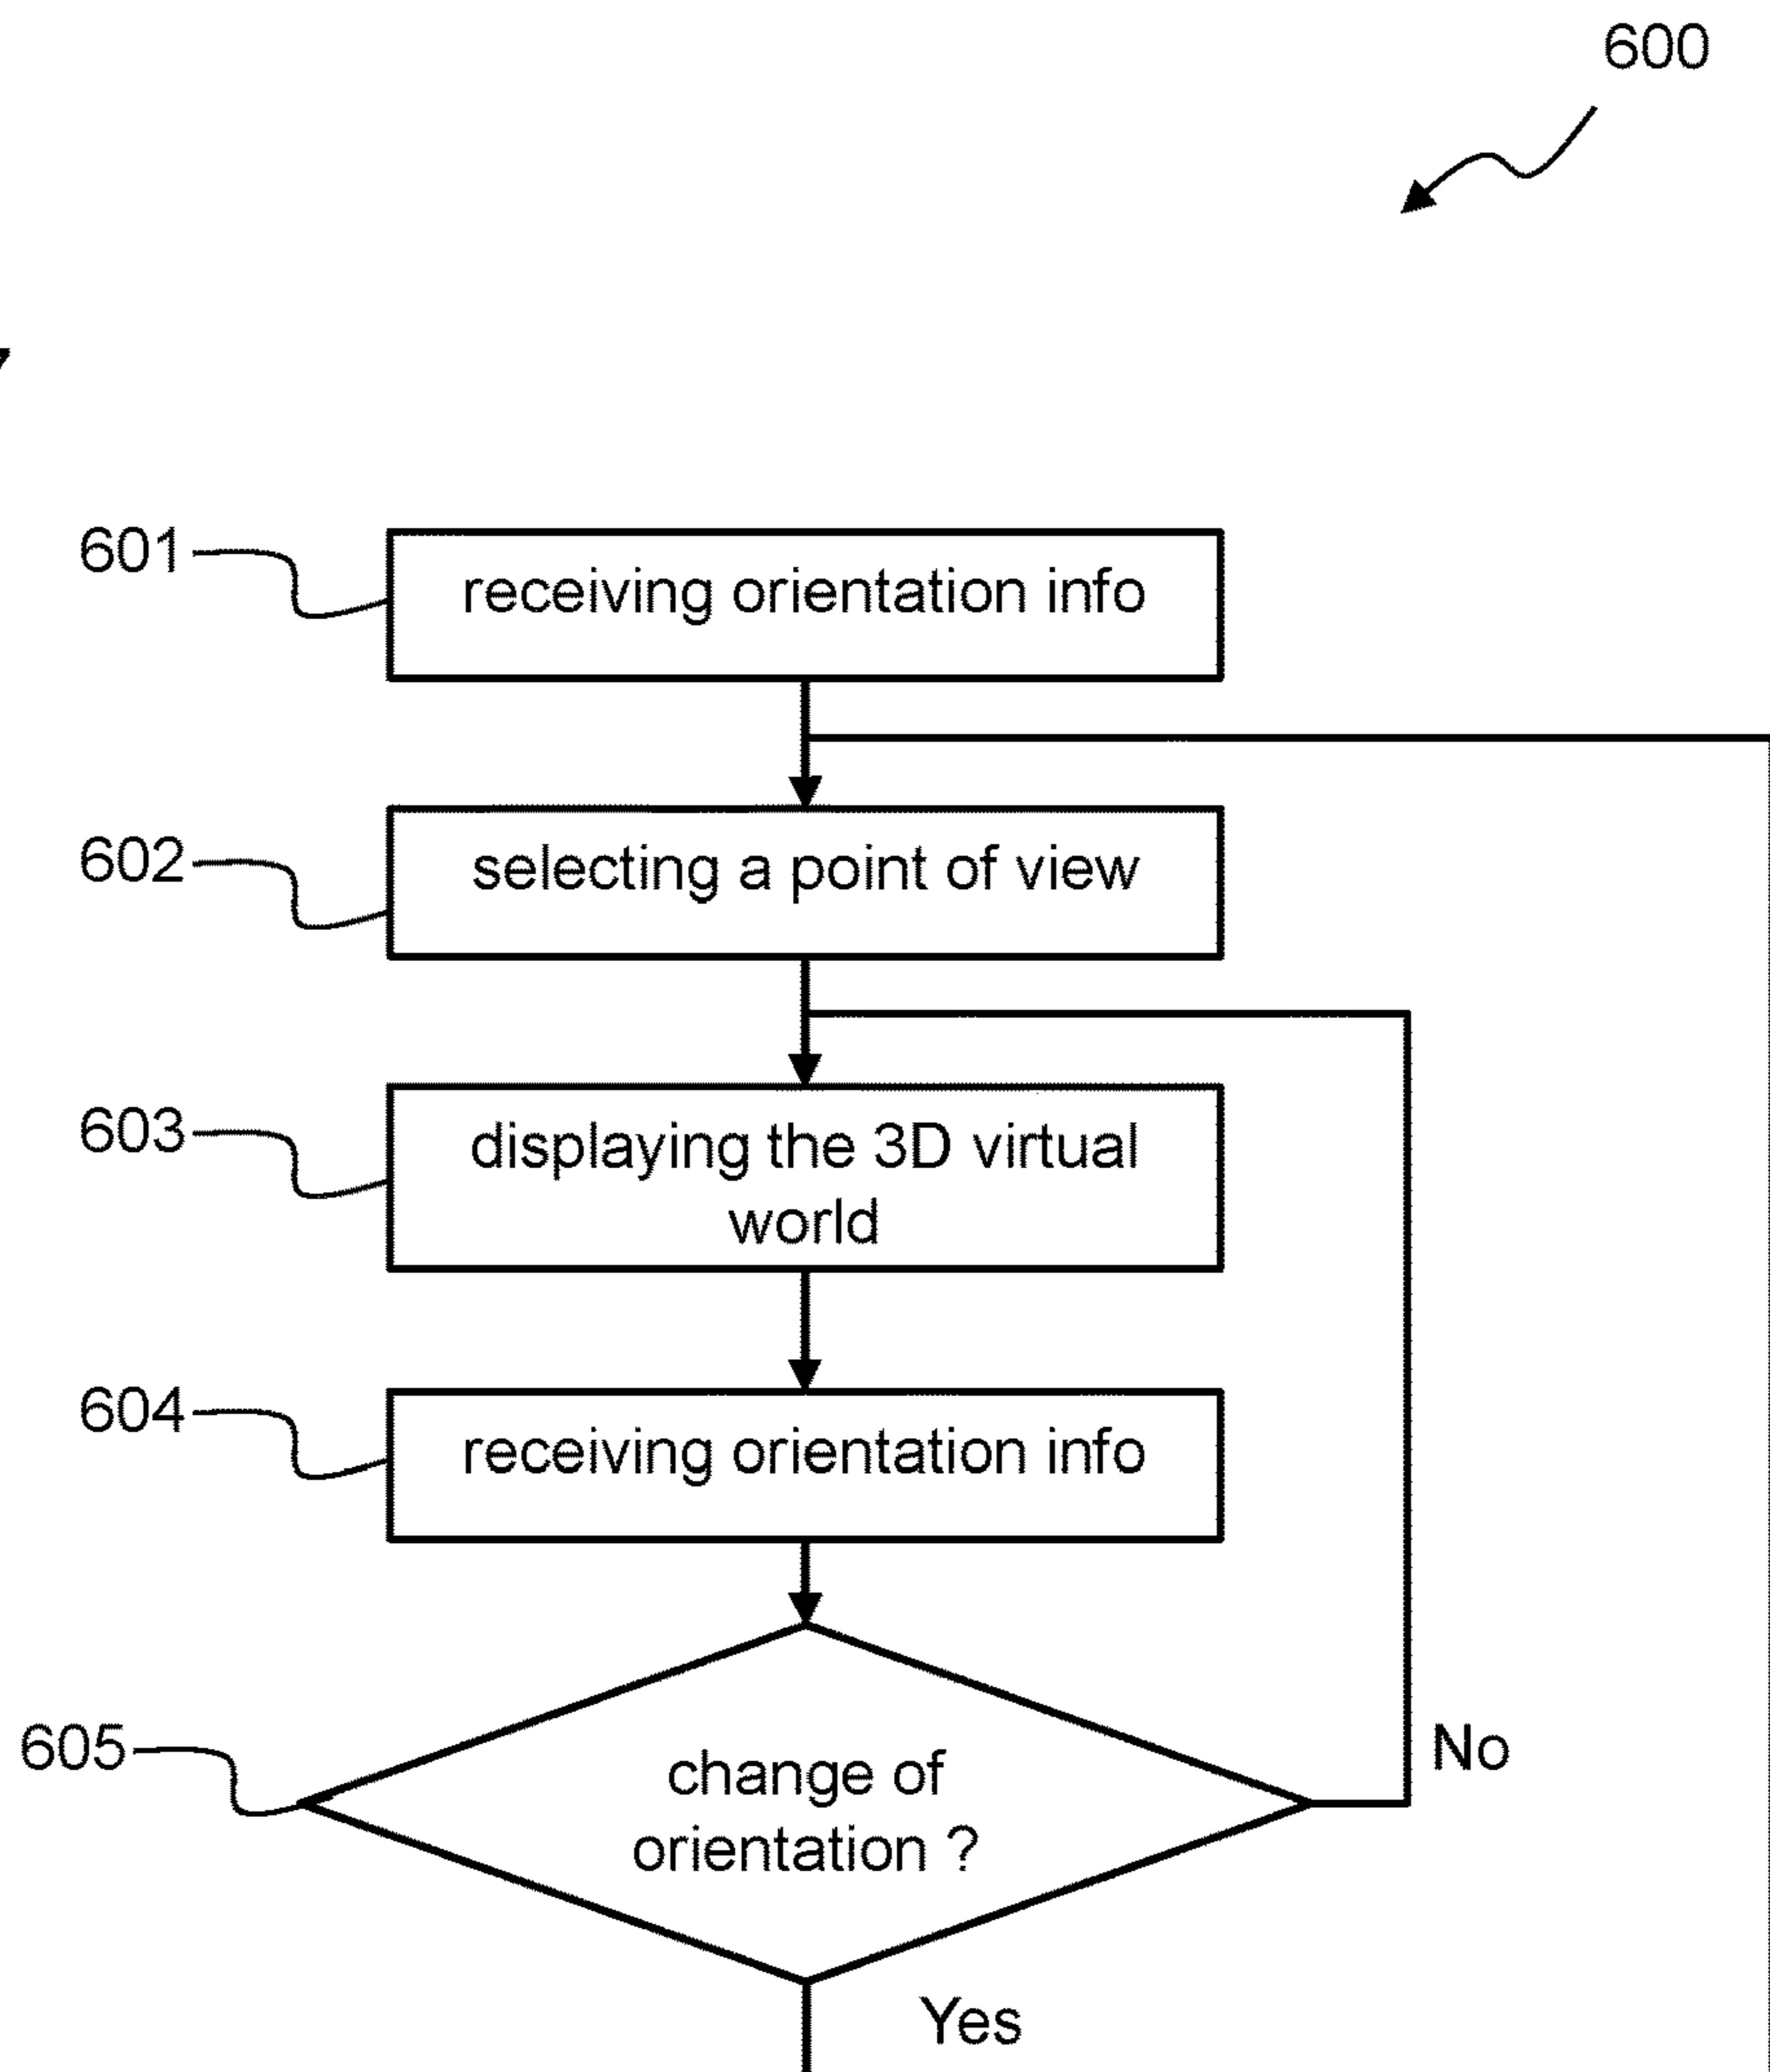 600
601
receiving orientation info
602
selecting a point of view
603
displaying the 3D virtual
world
604
receiving orientation info
605
change of
orientation ?
No
Yes